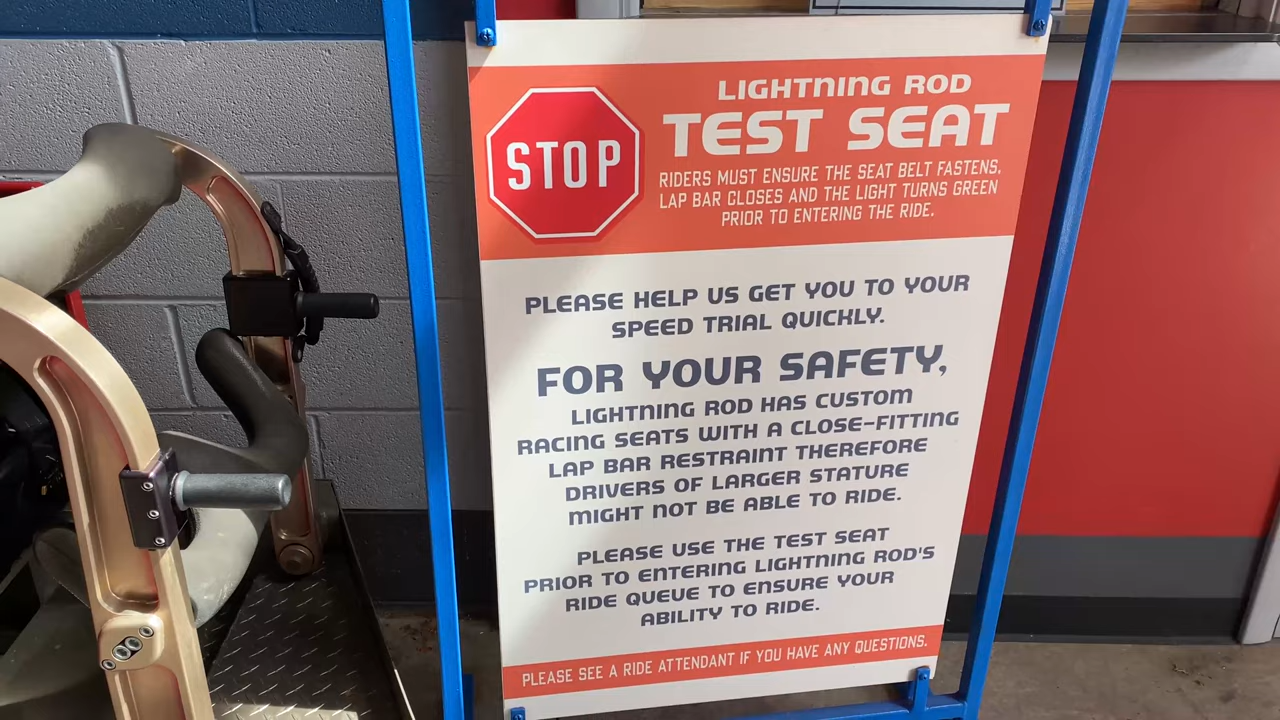 LIGHTNING ROD
STOP
TEST SEAT
RIDERS MUST ENSURE THE SEAT BELT FASTENS,
LAP BAR CLOSES AND THE LIGHT TURNS GREEN
PRIOR TO ENTERING THE RIDE.
PLEASE HELP US GET YOU TO YOUR
SPEED TRIAL QUICKLY.
FOR YOUR SAFETY,
LIGHTNING ROD HAS CUSTOM
RACING SEATS WITH A CLOSE-FITTING
LAP BAR RESTRAINT THEREFORE
DRIVERS OF LARGER STATURE
MIGHT NOT BE ABLE TO RIDE.
PLEASE USE THE TEST SEAT
PRIOR TO ENTERING LIGHTNING ROD'S
RIDE QUEUE TO ENSURE YOUR
ABILITY TO RIDE.
PLEASE SEE A RIDE ATTENDANT IF YOU HAVE ANY QUESTIONS.